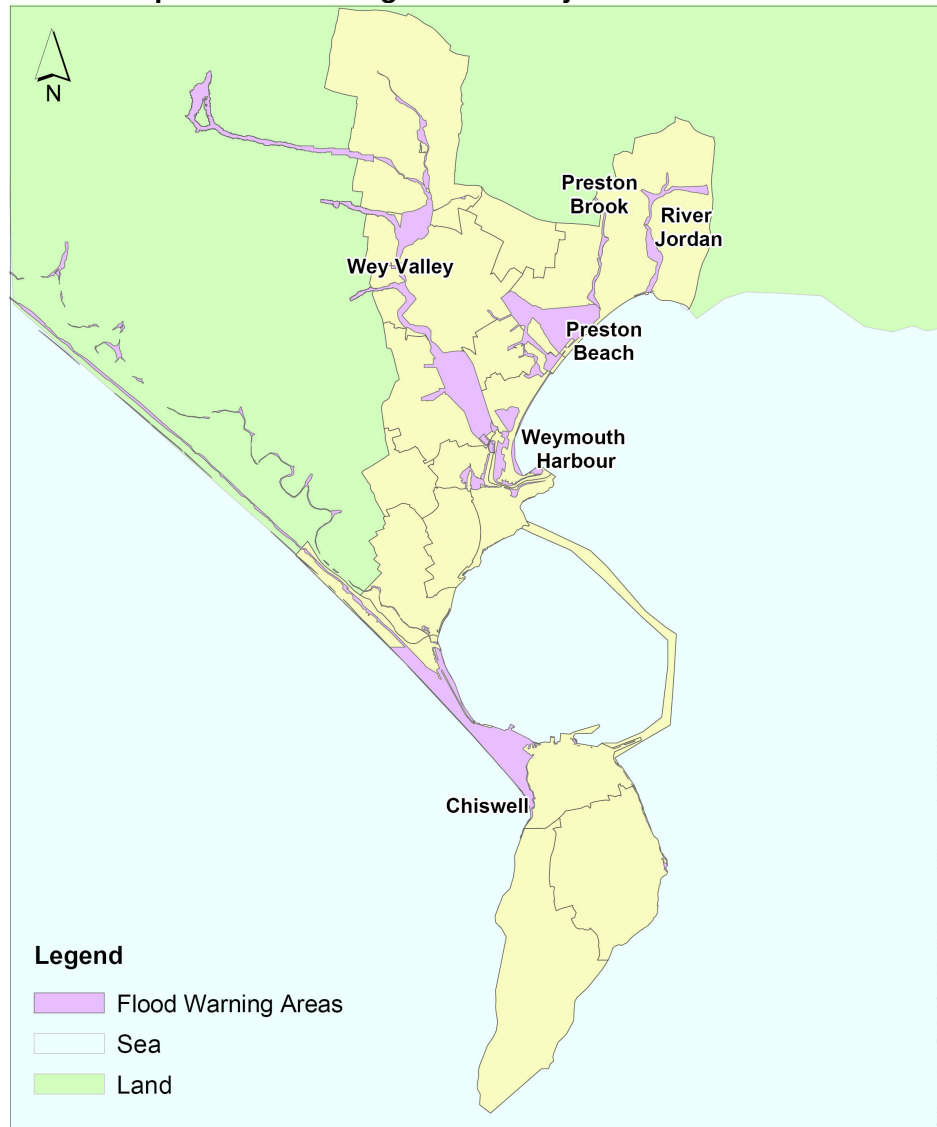 N
Preston
Brook
River
Jordan
Wey Valley
Preston
Beach
Weymouth
Harbour
Chiswell
Legend
Flood Warning Areas
Sea
Land